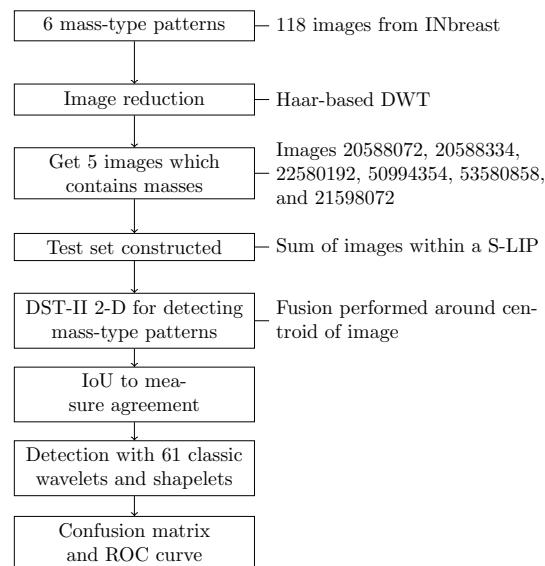 6 mass-type patterns
118 images from INbreast
Image reduction
Haar-based DWT
Get 5 images which
contains masses
Images 20588072, 20588334,
22580192, 50994354, 53580858,
and 21598072
Test set constructed
Sum of images within a S-LIP
DST-II 2-D for detecting
mass-type patterns
Fusion performed around cen-
troid of image
IoU to mea-
sure agreement
Detection with 61 classic
wavelets and shapelets
Confusion matrix
and ROC curve